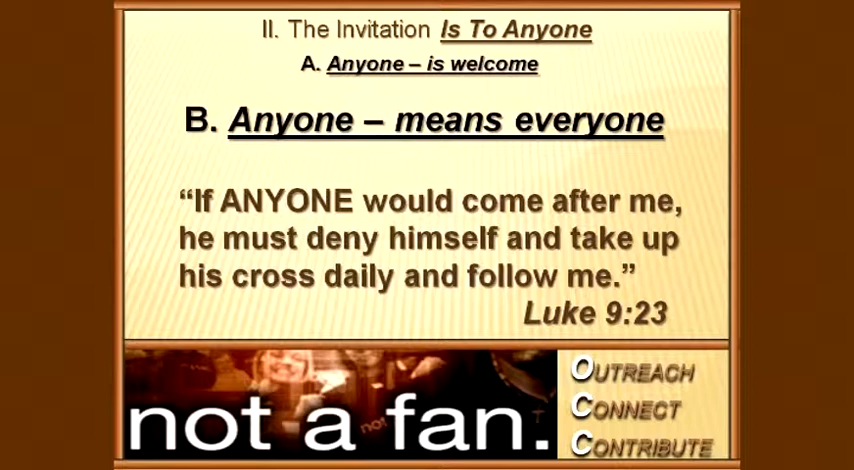 II. The Invitation Is To Anyone
A. Anyone – is welcome
B. Anyone – means everyone
“If ANYONE would come after me,
he must deny himself and take up
his cross daily and follow me.”
Luke 9:23
not a fan.
not
OUTREACH
CONNECT
CONTRIBUTE